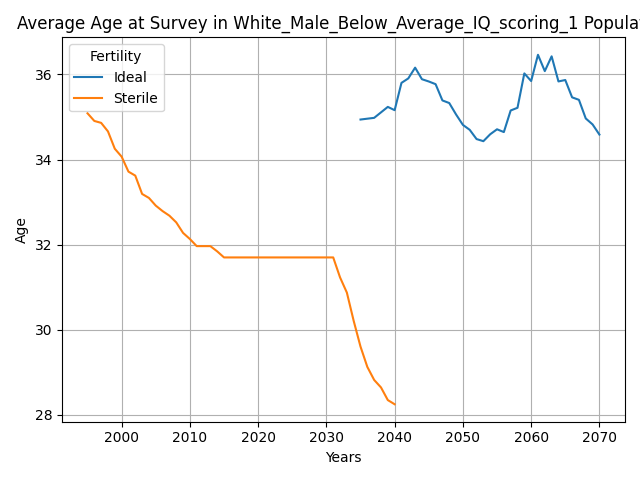 Average Age at Survey in White_Male_Below_Average_IQ_scoring_1 Popula
Fertility
Ideal
Sterile
Age
36
34
32
30
28
2000 2010 2020 2030 2040 2050 2060 2070
Years